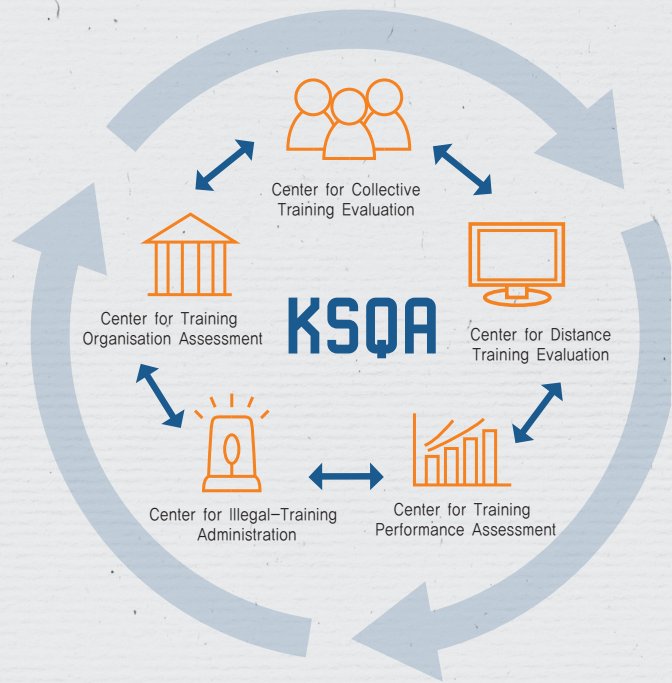 Center for Collective
Training Evaluation
Center for Training
Organisation Assessment
KSQA
Center for Distance
Training Evaluation
Center for Illegal–Training
Administration
Center for Training
Performance Assessment